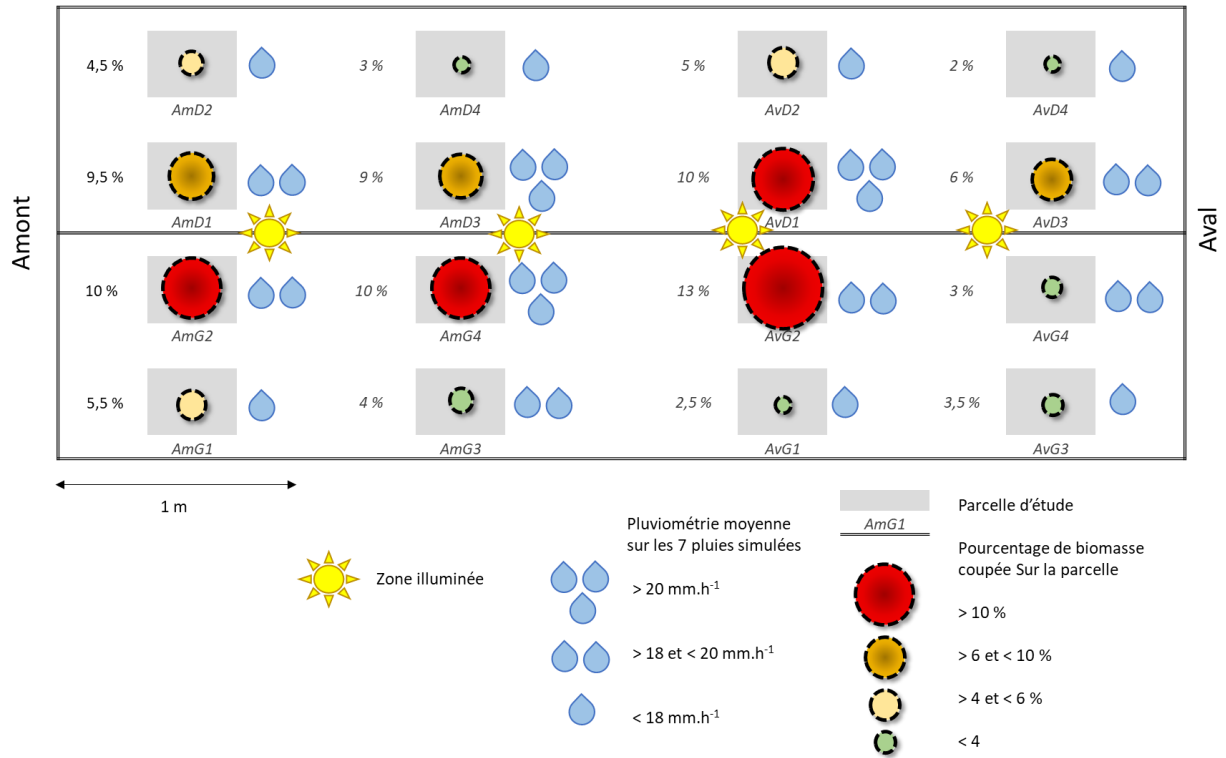 4,5 % 3 % 5 % 2 %
AmD2 AmD4 AvD2 AvD4
9,5 % 9 % 10 % 6 %
AmD1 AmD3 AvD1 AvD3
Amont
Aval
10 % 10 % 13 % 3 %
AmG2 AmG4 AvG2 AvG4
5,5 % 4 % 2,5 % 3,5 %
AmG1 AmG3 AvG1 AvG3
1 m
Zone illuminée
Pluviométrie moyenne
sur les 7 pluies simulées
> 20 mm.h⁻¹
> 18 et < 20 mm.h⁻¹
< 18 mm.h⁻¹
Parcelle d’étude
AmG1
Pourcentage de biomasse
coupée Sur la parcelle
> 10 %
> 6 et < 10 %
> 4 et < 6 %
< 4